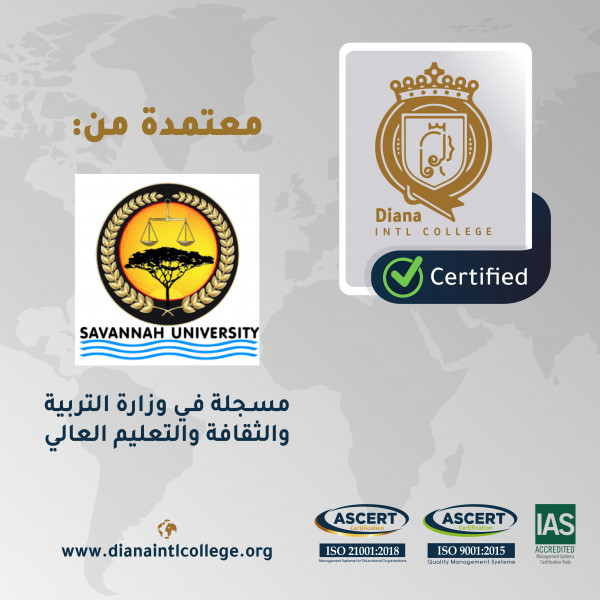 معتمدة من:
SAVANNAH UNIVERSITY
مسجلة في وزارة التربية
والثقافة والتعليم العالي
Diana
INTL COLLEGE
Certified
www.dianaintlcollege.org
ASCERT
Certification
ISO 21001:2018
Management Systems for Educational Organizations
ASCERT
Certification
ISO 9001:2015
Quality Management Systems
IAS
ACCREDITED
Management Systems
Certification Body